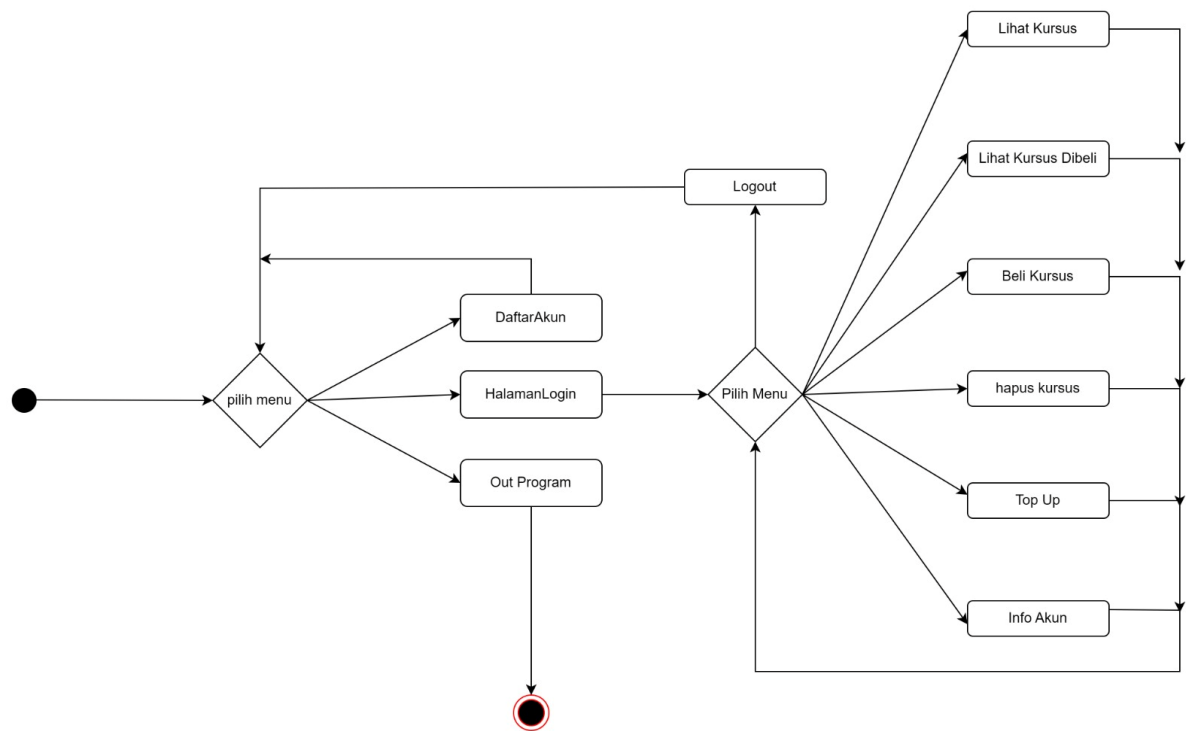 Lihat Kursus
Lihat Kursus Dibeli
Logout
Beli Kursus
DaftarAkun
pilih menu
HalamanLogin
Pilih Menu
hapus kursus
Out Program
Top Up
Info Akun